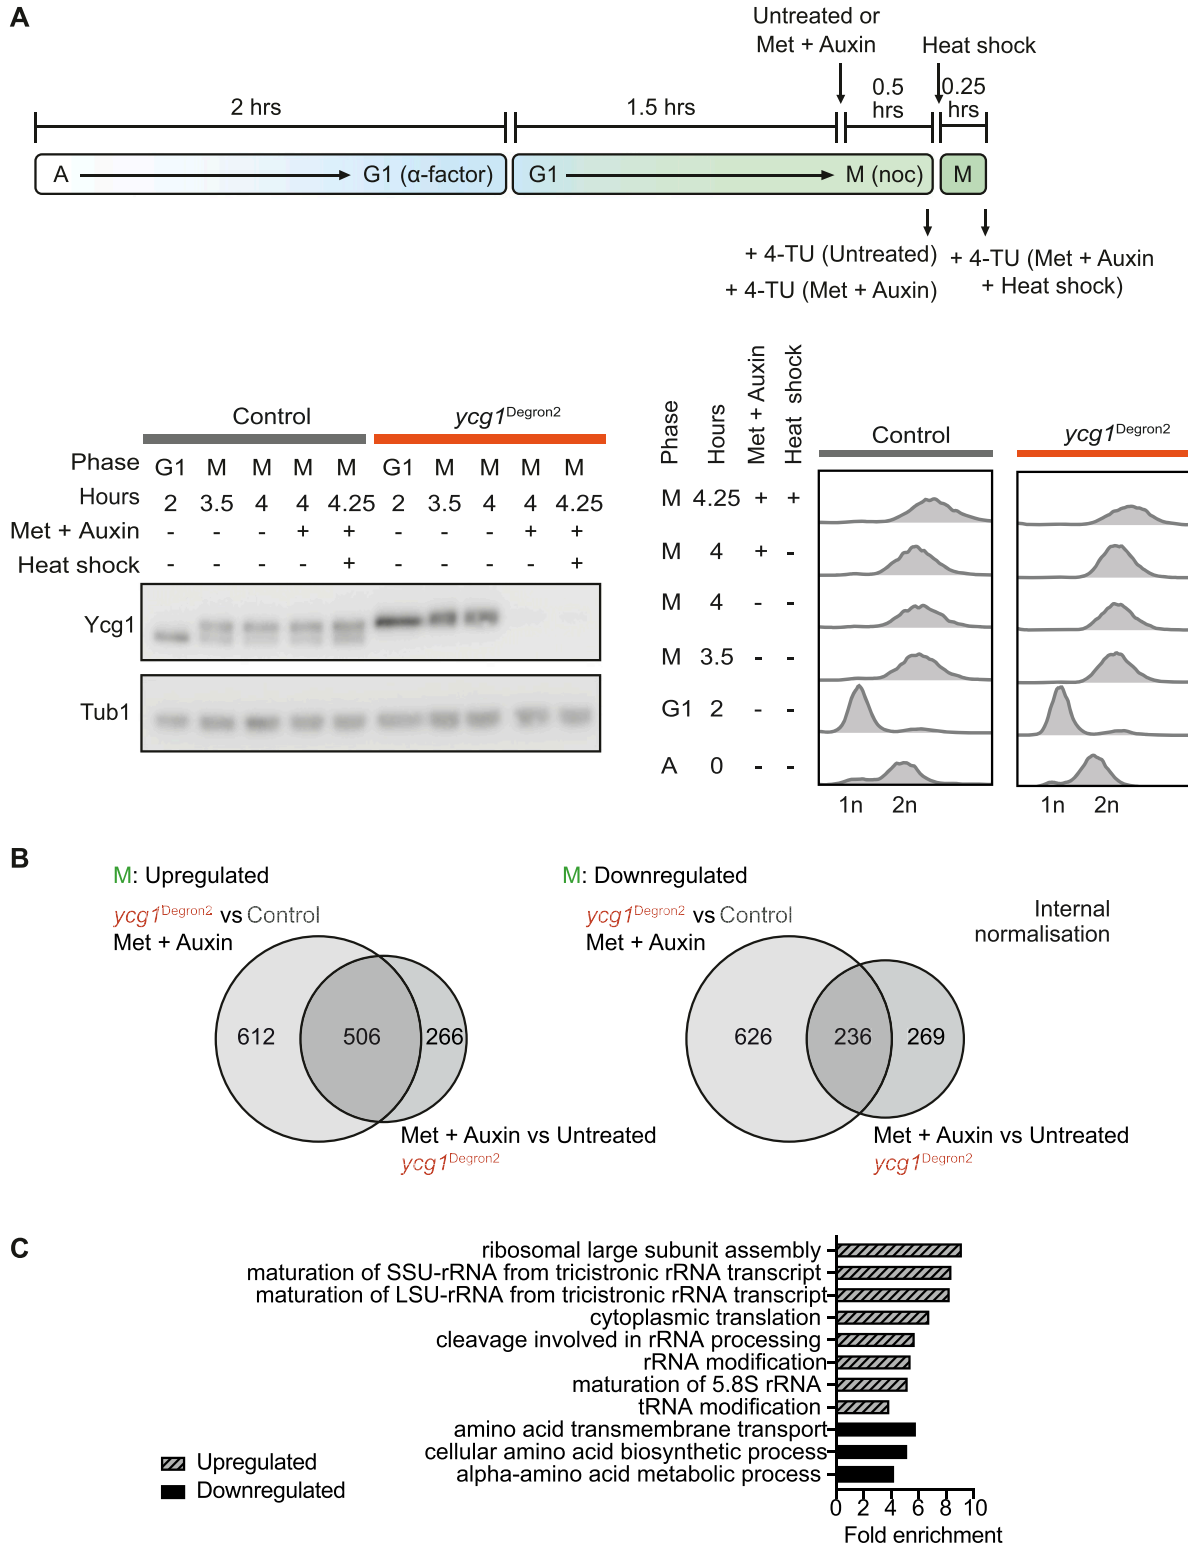 A
Untreated or
Met + Auxin
Heat shock
2 hrs
1.5 hrs
0.5
hrs
0.25
hrs
A
G1 (α-factor)
G1
M (noc)
M
+ 4-TU (Untreated)
+ 4-TU (Met + Auxin)
+ 4-TU (Met + Auxin
+ Heat shock)
Control
ycg1Degron2
Phase G1 M M M M G1 M M M M
Hours 2 3.5 4 4 4.25 2 3.5 4 4 4.25
Met + Auxin - - - + + - - - + +
Heat shock - - - - + - - - - +
Ycg1
Tub1
Phase
Hours
Met + Auxin
Heat shock
Control
ycg1Degron2
M 4.25 + +
M 4 + -
M 4 - -
M 3.5 - -
G1 2 - -
A 0 - -
1n 2n
1n 2n
B
M: Upregulated
ycg1Degron2 vs Control
Met + Auxin
612
506
266
Met + Auxin vs Untreated
ycg1Degron2
M: Downregulated
ycg1Degron2 vs Control
Met + Auxin
Internal
normalisation
626
236
269
Met + Auxin vs Untreated
ycg1Degron2
C
ribosomal large subunit assembly
maturation of SSU-rRNA from tricistronic rRNA transcript
maturation of LSU-rRNA from tricistronic rRNA transcript
cytoplasmic translation
cleavage involved in rRNA processing
rRNA modification
maturation of 5.8S rRNA
tRNA modification
amino acid transmembrane transport
cellular amino acid biosynthetic process
alpha-amino acid metabolic process
Upregulated
Downregulated
0 2 4 6 8 10
Fold enrichment